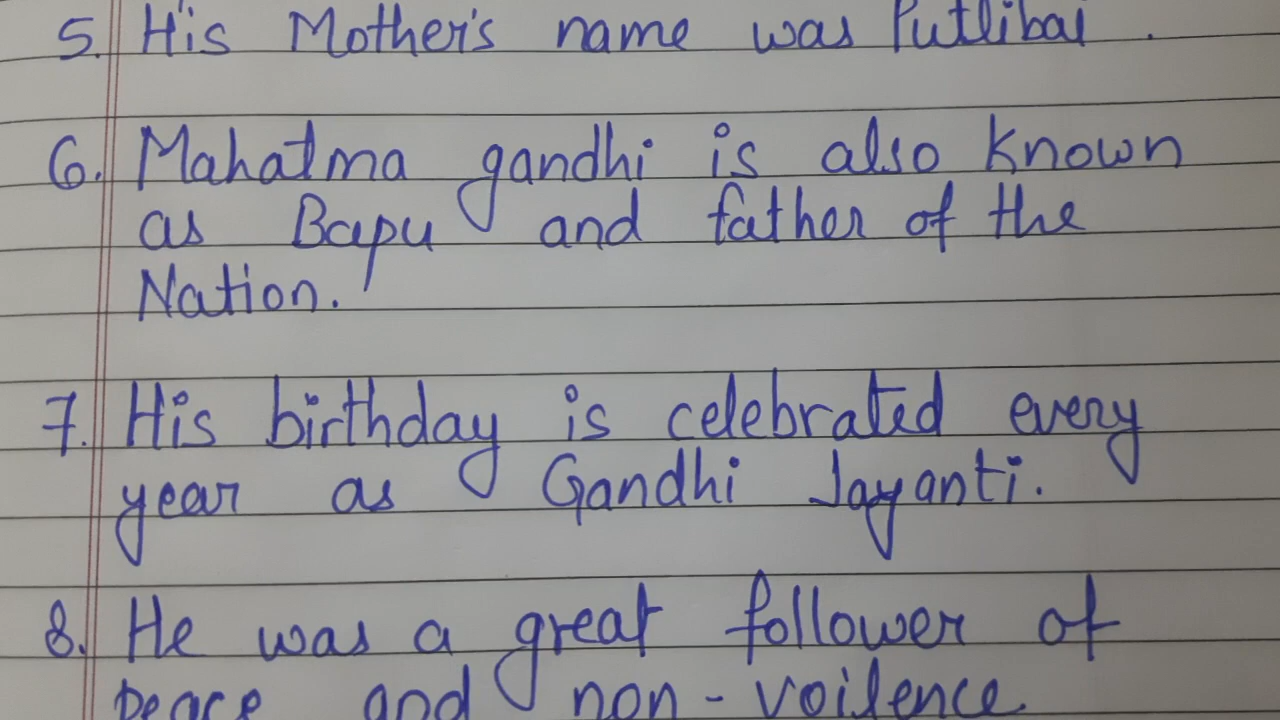 5. His Mother's name was Putlibai.
6. Mahatma gandhi is also known
as Bapu and father of the
Nation.
7. His birthday is celebrated every
year as Gandhi Jayanti.
8. He was a great follower of
peace and non-voilence